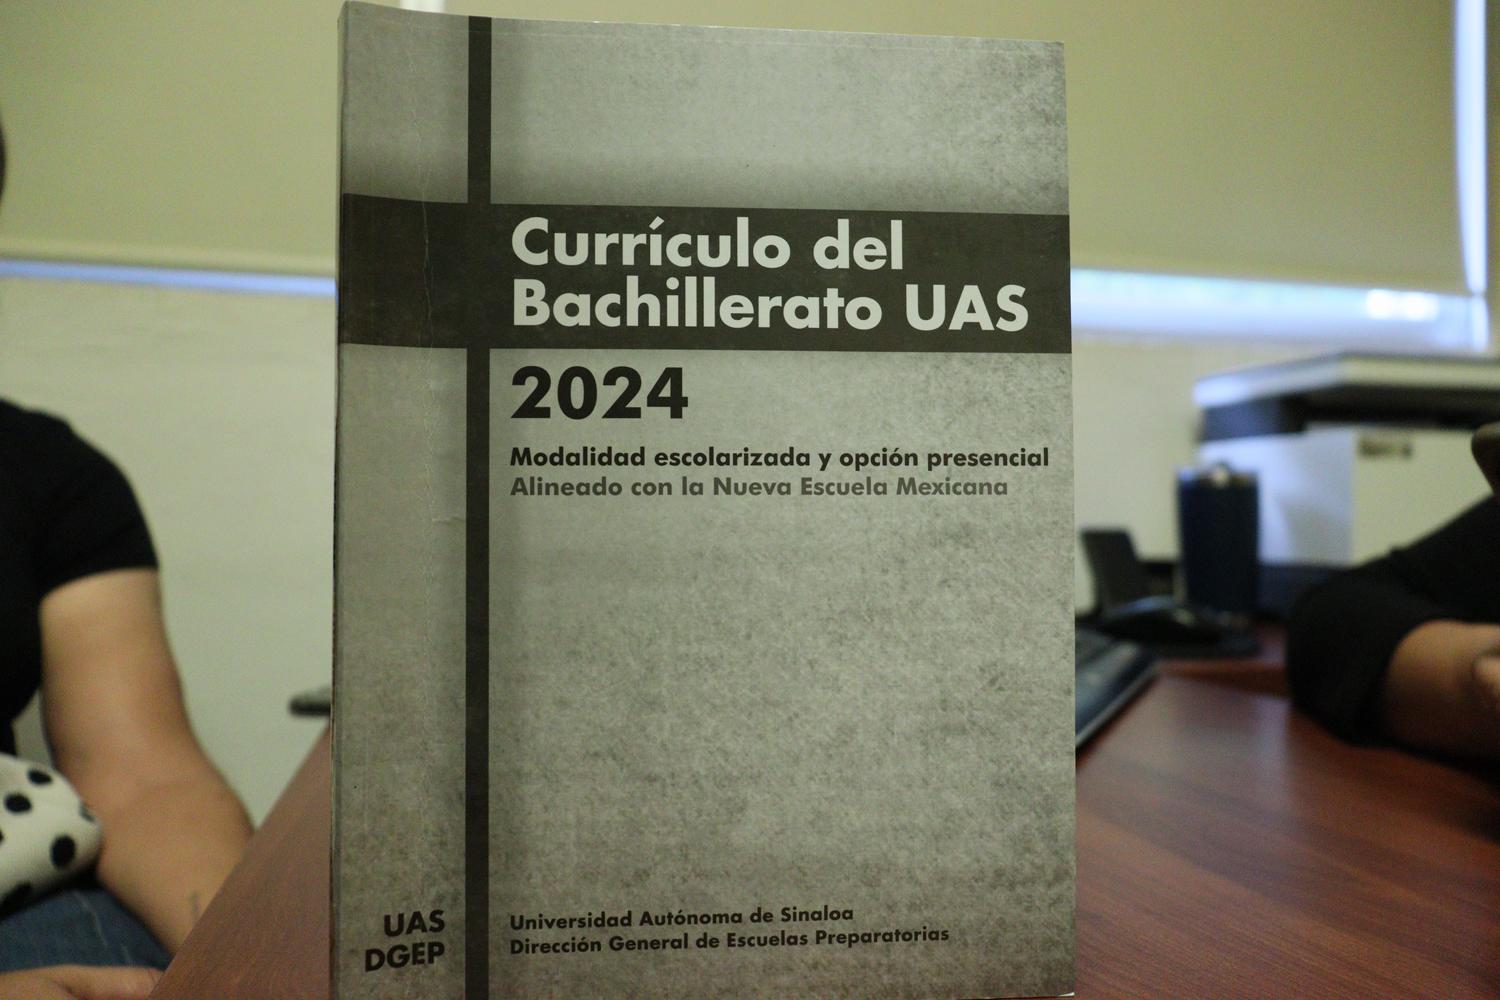 Currículo del
Bachillerato UAS
2024
Modalidad escolarizada y opción presencial
Alineado con la Nueva Escuela Mexicana
UAS
DGEP
Universidad Autónoma de Sinaloa
Dirección General de Escuelas Preparatorias